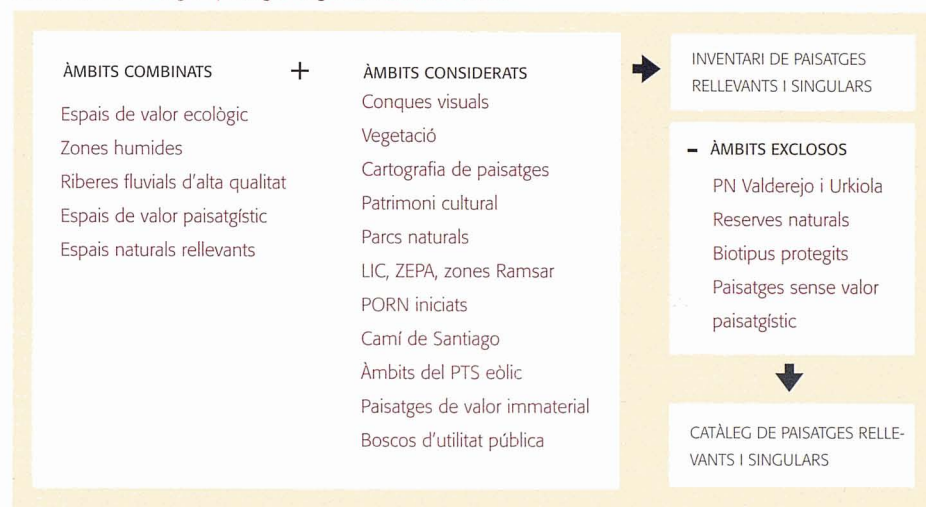 ÀMBITS COMBINATS
Espais de valor ecològic
Zones humides
Riberes fluvials d'alta qualitat
Espais de valor paisatgístic
Espais naturals rellevants
+
ÀMBITS CONSIDERATS
Conques visuals
Vegetació
Cartografia de paisatges
Patrimoni cultural
Parcs naturals
LIC, ZEPA, zones Ramsar
PORN iniciats
Camí de Santiago
Àmbits del PTS eòlic
Paisatges de valor immaterial
Boscos d'utilitat pública
INVENTARI DE PAISATGES
RELLEVANTS I SINGULARS
- ÀMBITS EXCLOSOS
PN Valderejo i Urkiola
Reserves naturals
Biotipus protegits
Paisatges sense valor
paisatgístic
CATÀLEG DE PAISATGES RELLE-
VANTS I SINGULARS